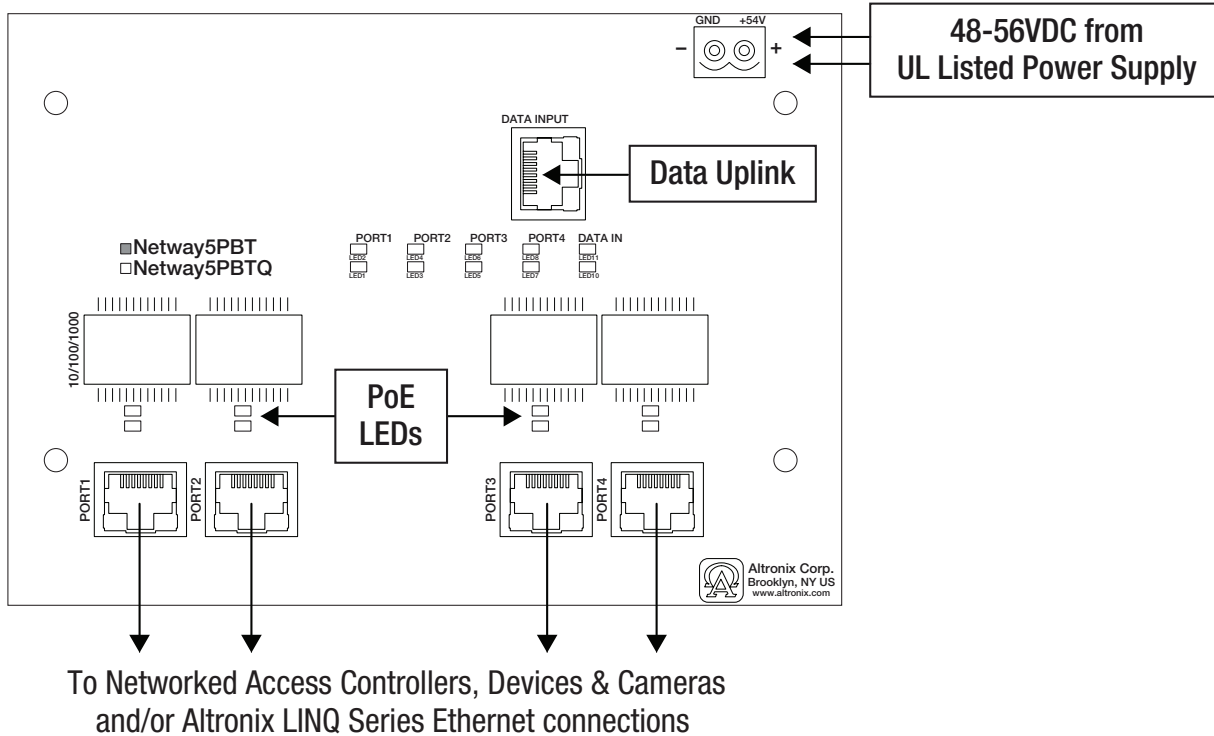 GND +54V
– +
48-56VDC from
UL Listed Power Supply
DATA INPUT
Data Uplink
Netway5PBT
Netway5PBTQ
PORT1 PORT2 PORT3 PORT4 DATA IN
LED2 LED4 LED6 LED8 LED11
LED1 LED3 LED5 LED7 LED10
10/100/1000
PoE
LEDs
PORT1
PORT2
PORT3
PORT4
Altronix Corp.
Brooklyn, NY US
www.altronix.com
To Networked Access Controllers, Devices & Cameras
and/or Altronix LINQ Series Ethernet connections